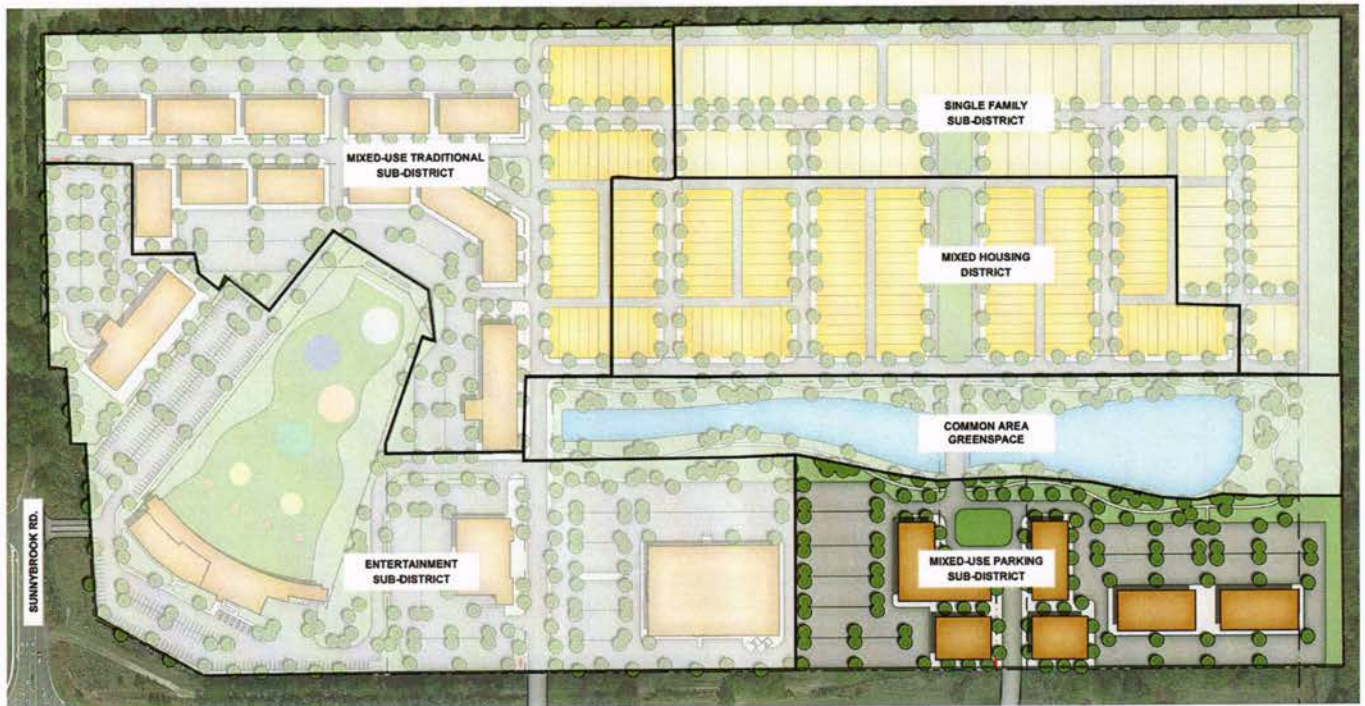 SINGLE FAMILY
SUB-DISTRICT
MIXED-USE TRADITIONAL
SUB-DISTRICT
MIXED HOUSING
DISTRICT
COMMON AREA
GREENSPACE
ENTERTAINMENT
SUB-DISTRICT
MIXED-USE PARKING
SUB-DISTRICT
SUNNYBROOK RD.